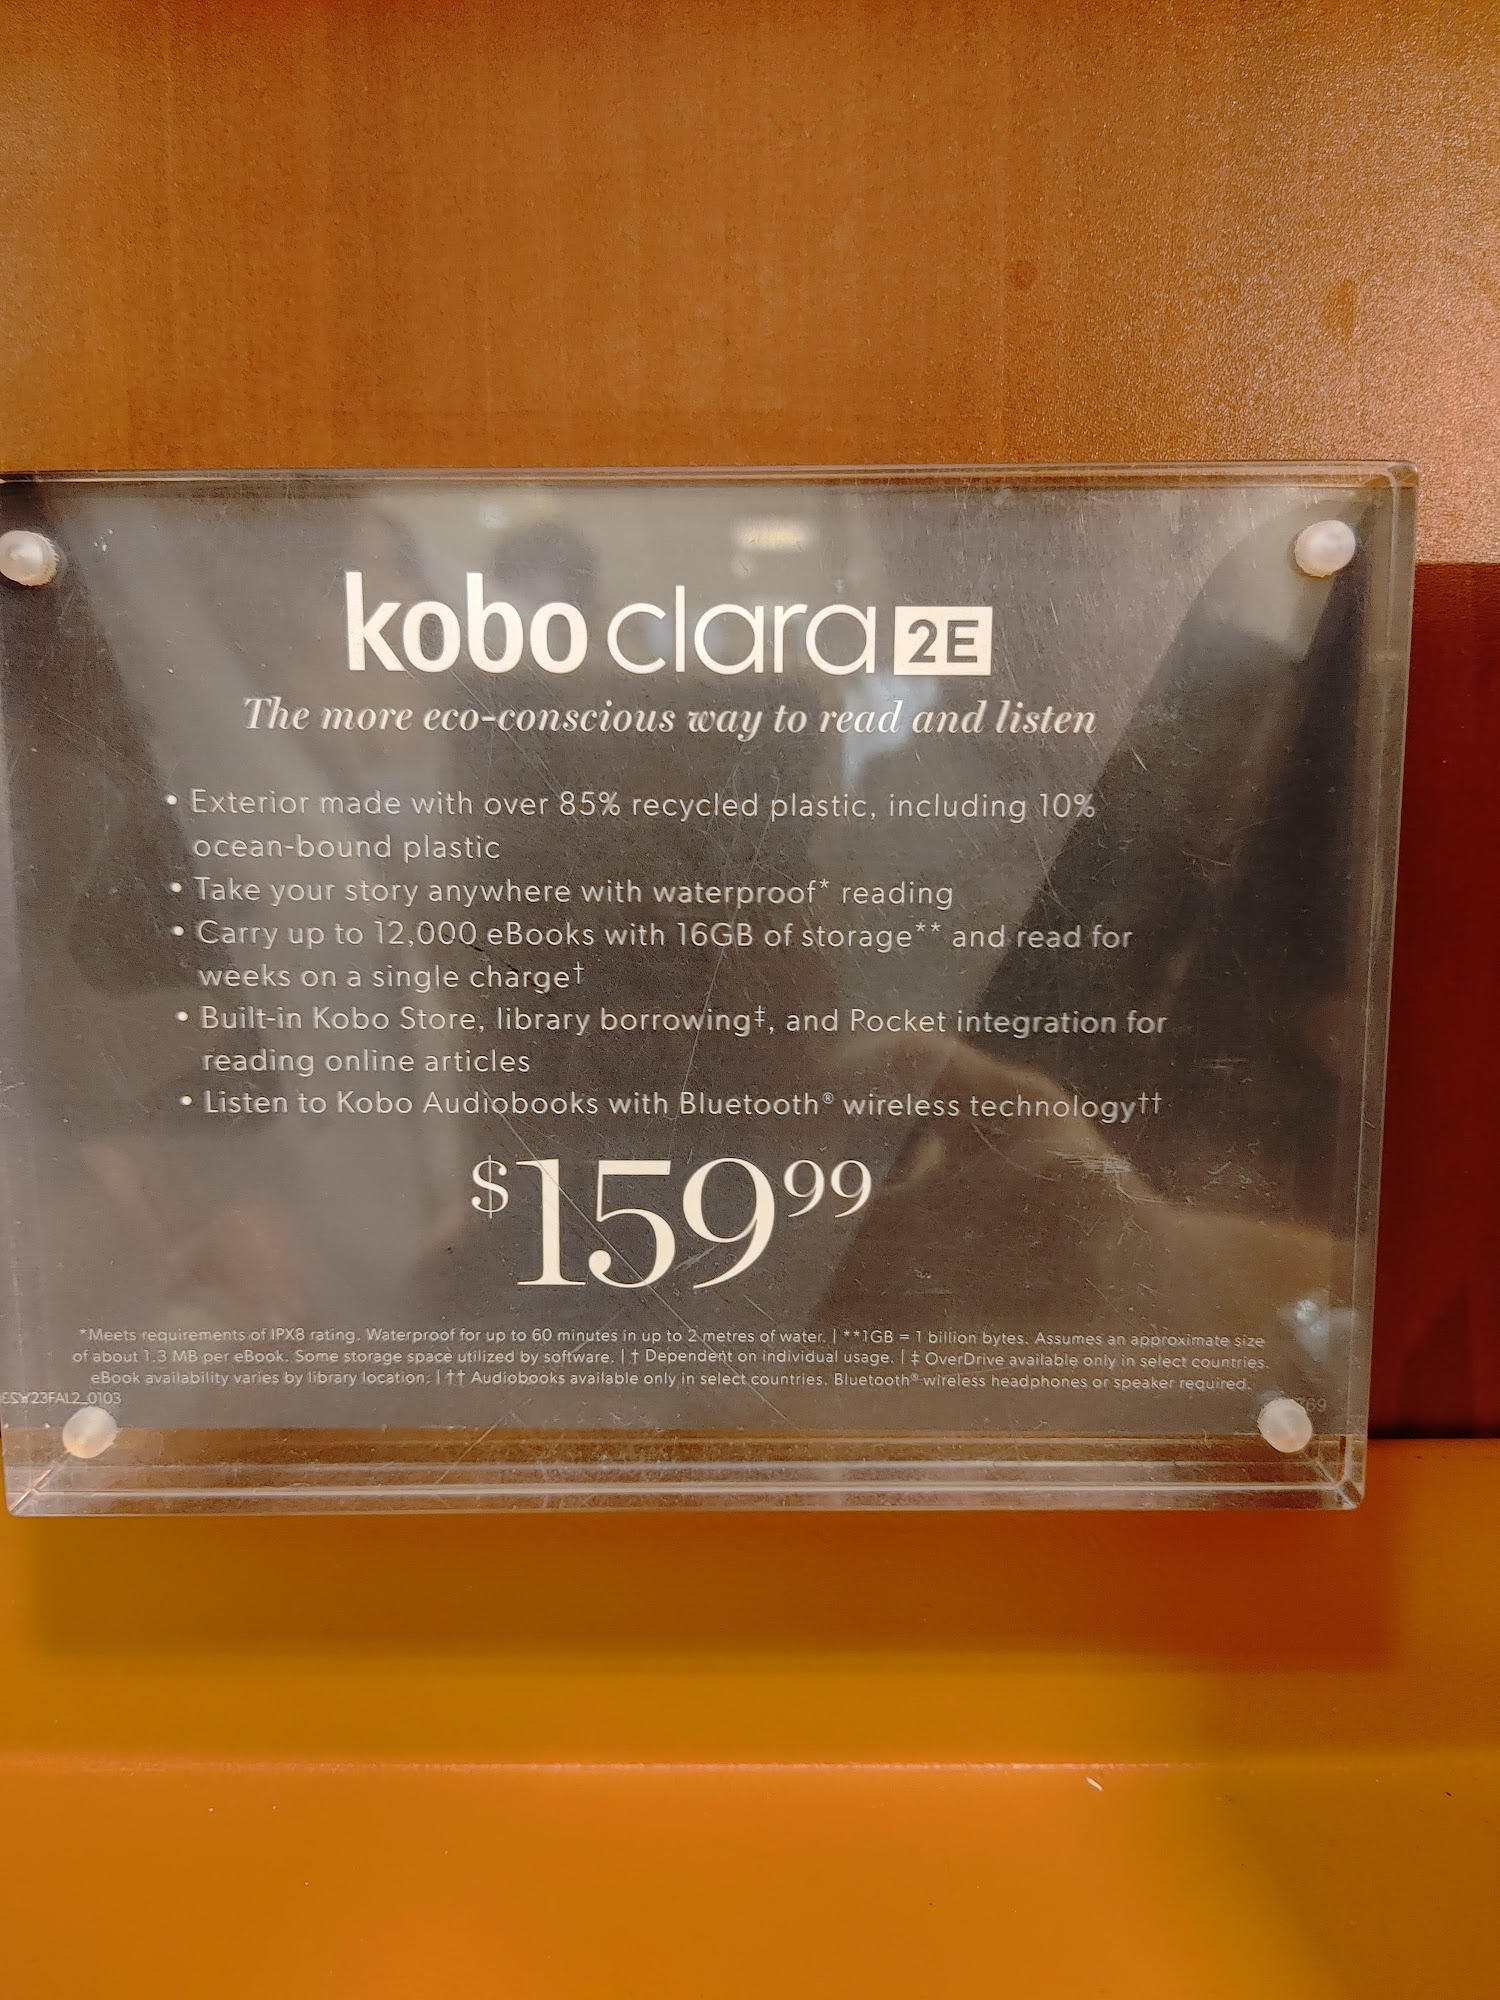 kobo clara 2E
The more eco-conscious way to read and listen
• Exterior made with over 85% recycled plastic, including 10%
ocean-bound plastic
• Take your story anywhere with waterproof* reading
• Carry up to 12,000 eBooks with 16GB of storage** and read for
weeks on a single charge†
• Built-in Kobo Store, library borrowing‡, and Pocket integration for
reading online articles
• Listen to Kobo Audiobooks with Bluetooth® wireless technology††
$159.99
*Meets requirements of IPX8 rating. Waterproof for up to 60 minutes in up to 2 metres of water. | **1GB = 1 billion bytes. Assumes an approximate size
of about 1.3 MB per eBook. Some storage space utilized by software. | † Dependent on individual usage. | ‡ OverDrive available only in select countries.
eBook availability varies by library location. | †† Audiobooks available only in select countries. Bluetooth® wireless headphones or speaker required.